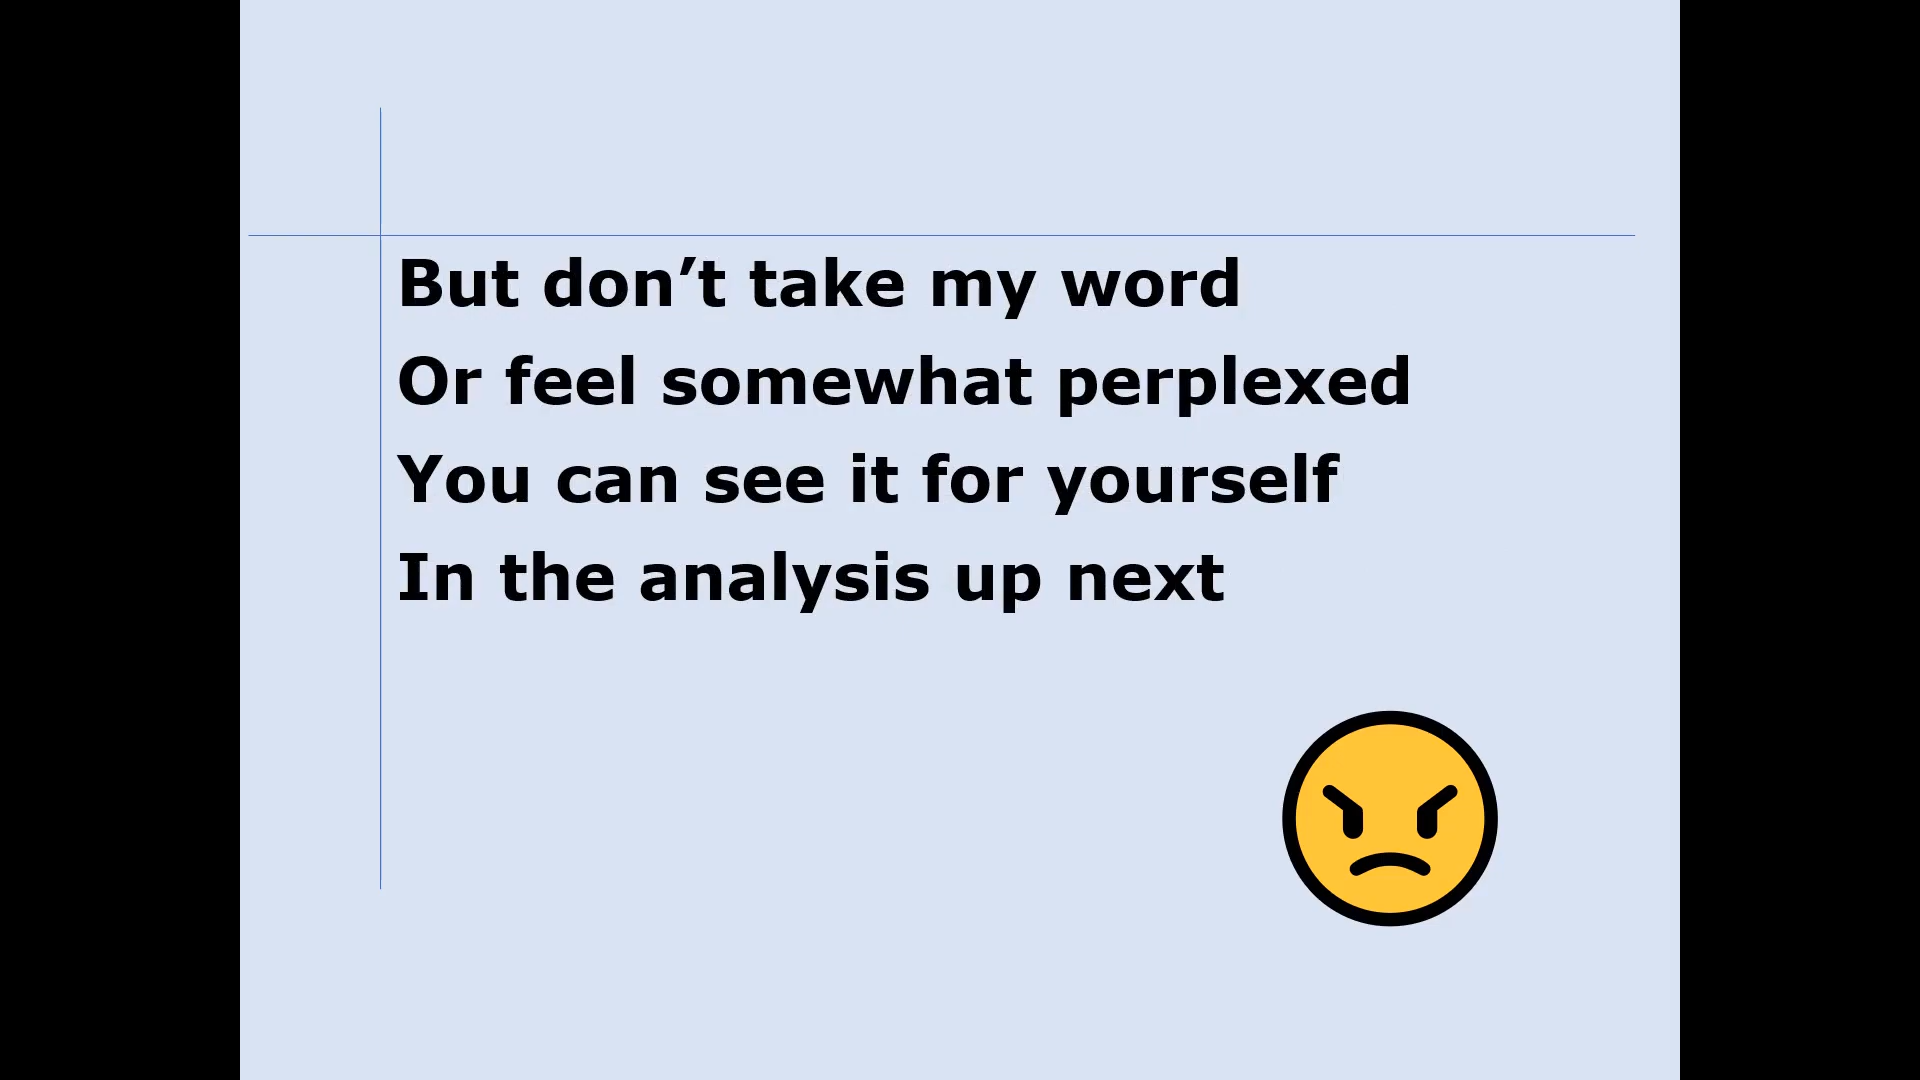 But don’t take my word
Or feel somewhat perplexed
You can see it for yourself
In the analysis up next